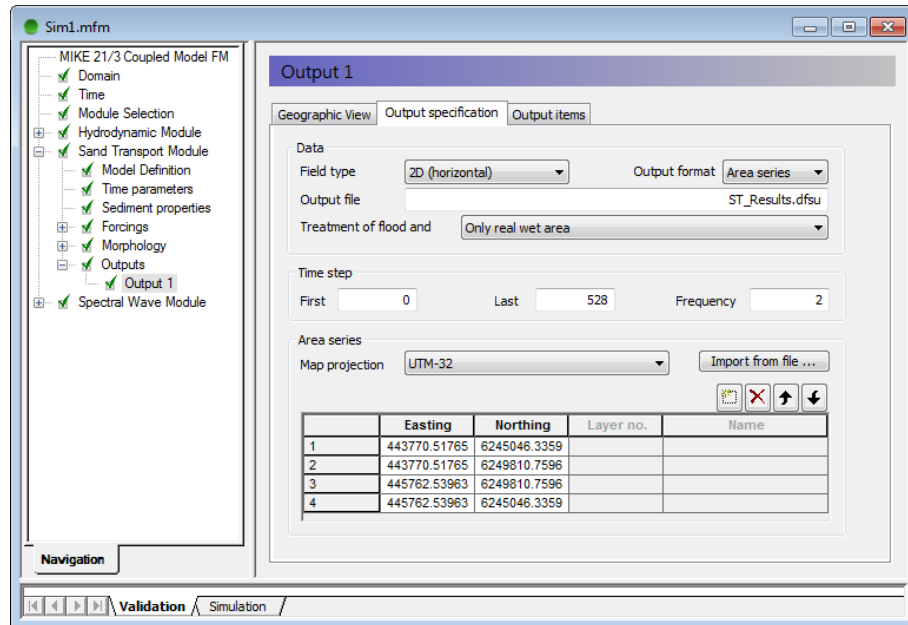 Sim1.mfm
MIKE 21/3 Coupled Model FM
Domain
Time
Module Selection
Hydrodynamic Module
Sand Transport Module
Model Definition
Time parameters
Sediment properties
Forcings
Morphology
Outputs
Output 1
Spectral Wave Module
Navigation
Output 1
Geographic View Output specification Output items
Data
Field type 2D (horizontal) Output format Area series
Output file ST_Results.dfsu
Treatment of flood and Only real wet area
Time step
First 0 Last 528 Frequency 2
Area series
Map projection UTM-32 Import from file ...
Easting Northing Layer no. Name
1 443770.51765 6245046.3359
2 443770.51765 6249810.7596
3 445762.53963 6249810.7596
4 445762.53963 6245046.3359
Validation Simulation